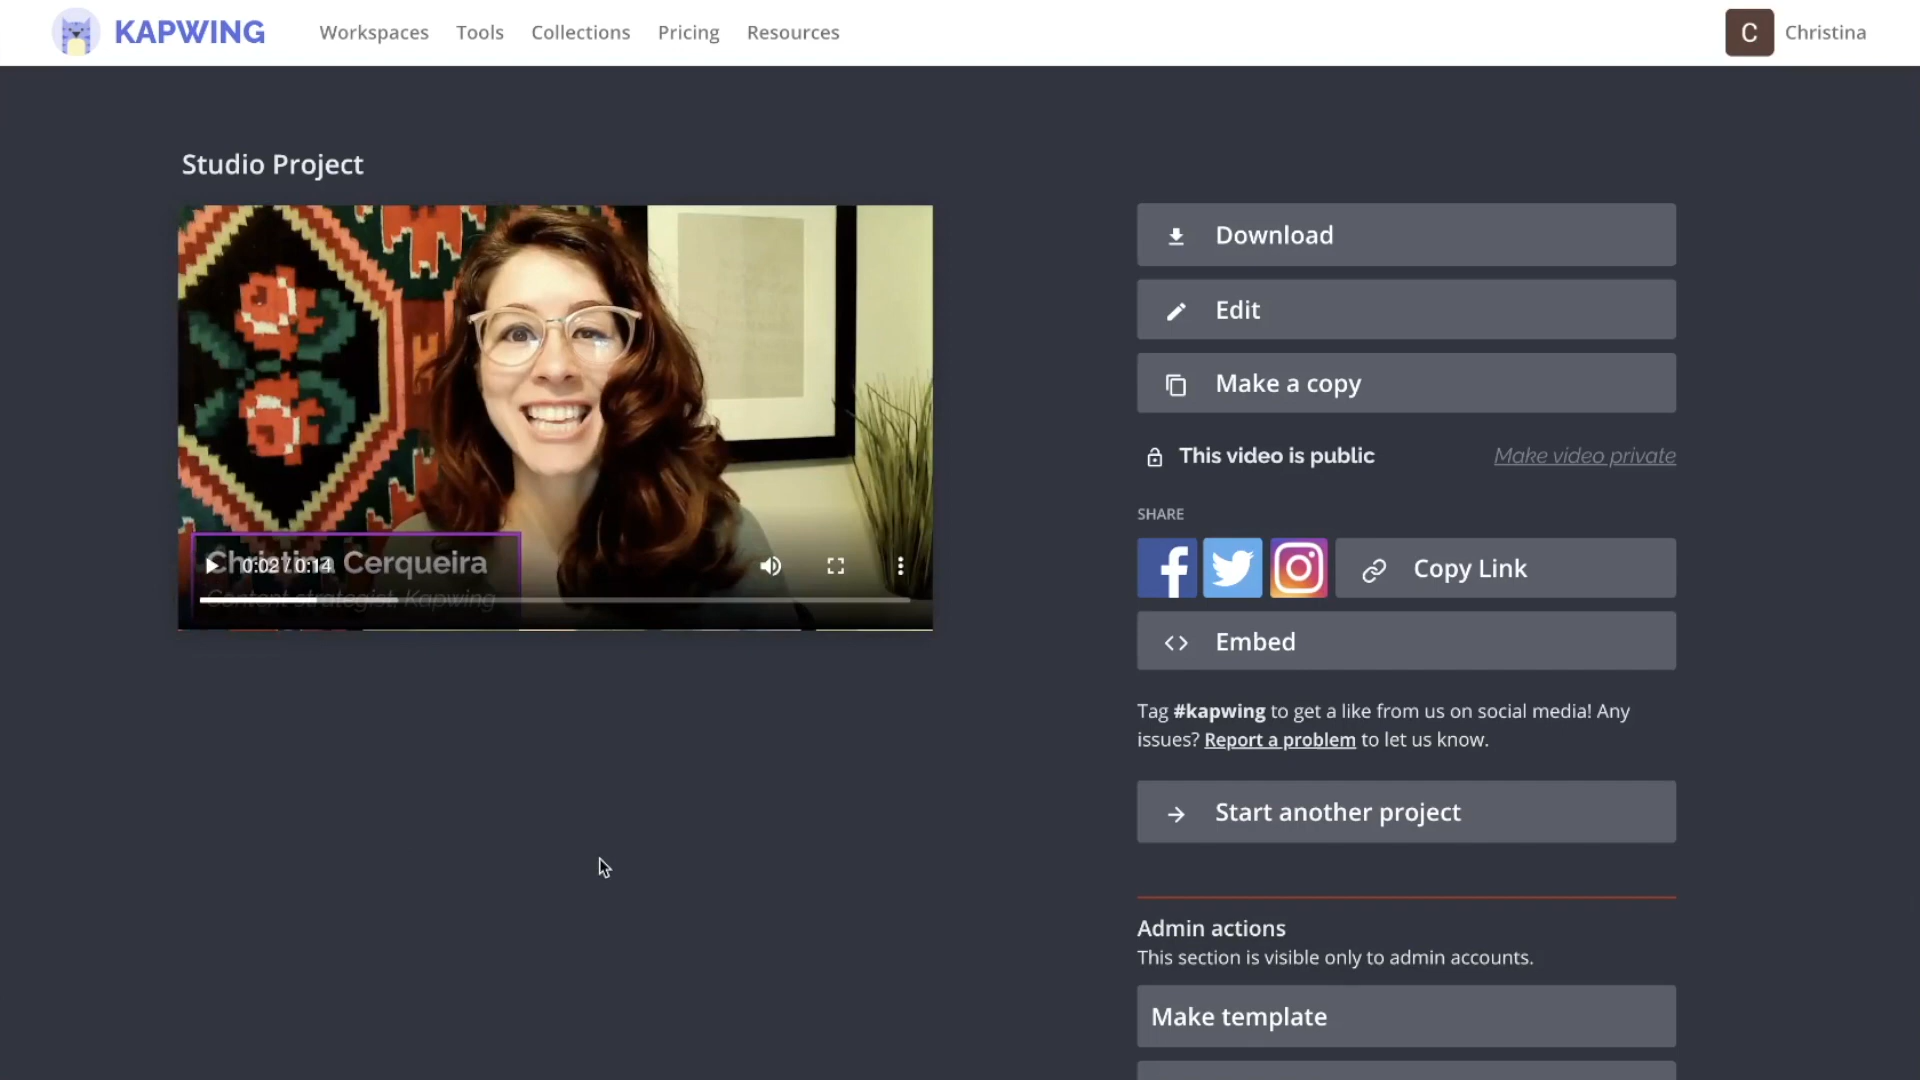 KAPWING
Workspaces
Tools
Collections
Pricing
Resources
C
Christina
Studio Project
Christina Cerqueira
0:02 / 0:14
Content strategist, Kapwing
Download
Edit
Make a copy
This video is public
Make video private
SHARE
Copy Link
Embed
Tag #kapwing to get a like from us on social media! Any
issues? Report a problem to let us know.
Start another project
Admin actions
This section is visible only to admin accounts.
Make template